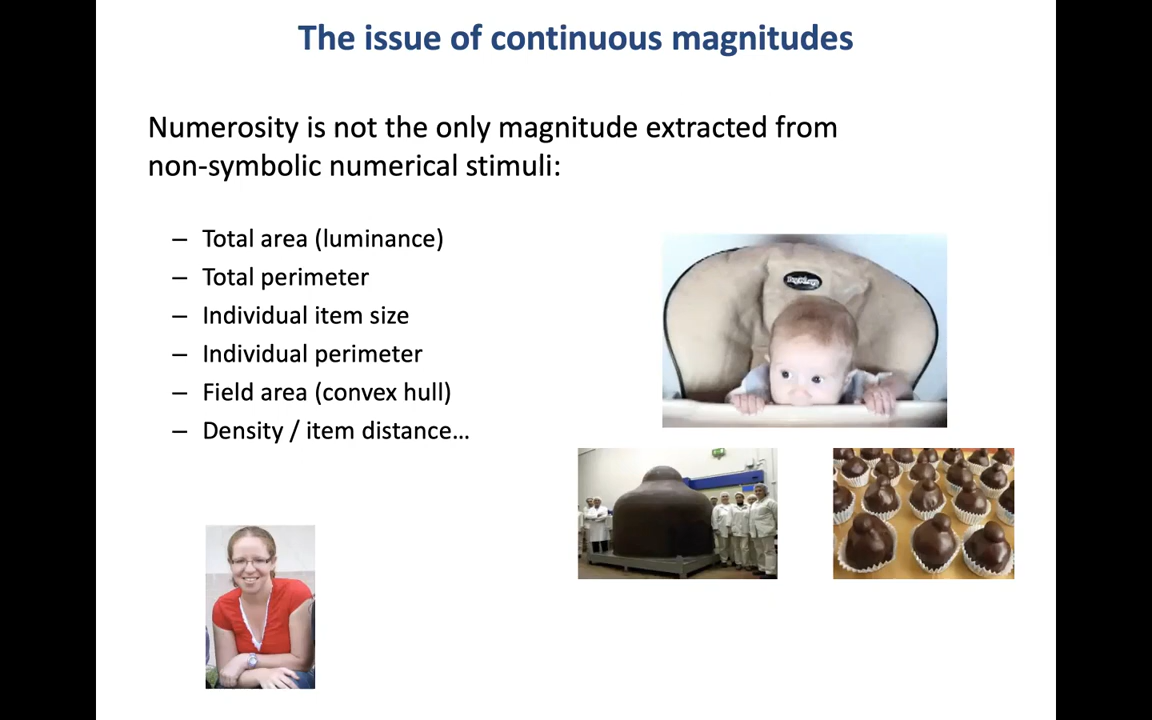 The issue of continuous magnitudes
Numerosity is not the only magnitude extracted from
non-symbolic numerical stimuli:
– Total area (luminance)
– Total perimeter
– Individual item size
– Individual perimeter
– Field area (convex hull)
– Density / item distance...